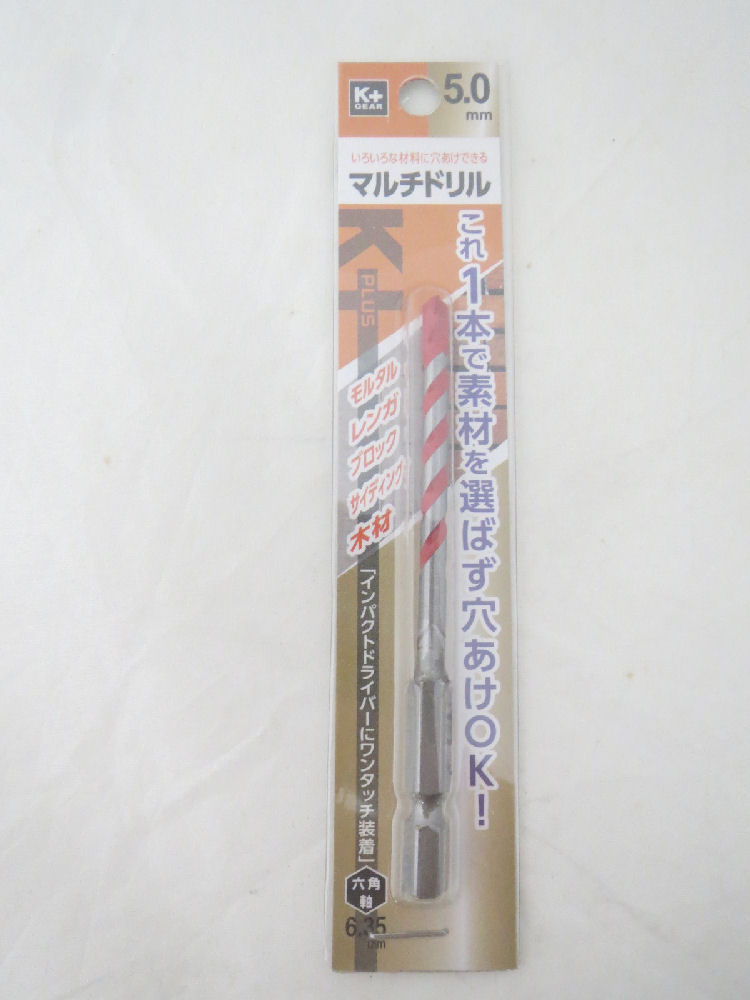 K+
GEAR
5.0
mm
いろいろな材料に穴あけできる
マルチドリル
これ1本で素材を選ばず穴あけOK!
K+
PLUS
モルタル
レンガ
ブロック
サイディング
木材
「インパクトドライバーにワンタッチ装着」
六角
軸
6.35
mm